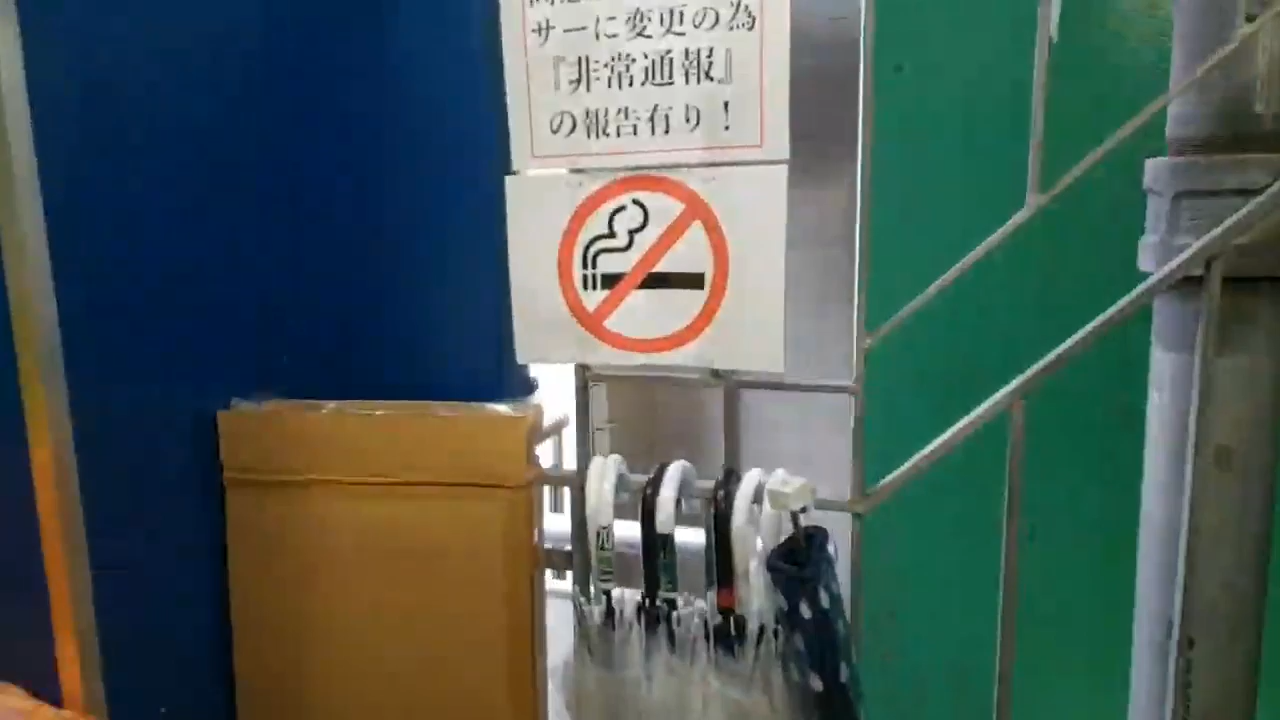 サーに変更の為
『非常通報』
の報告有り！